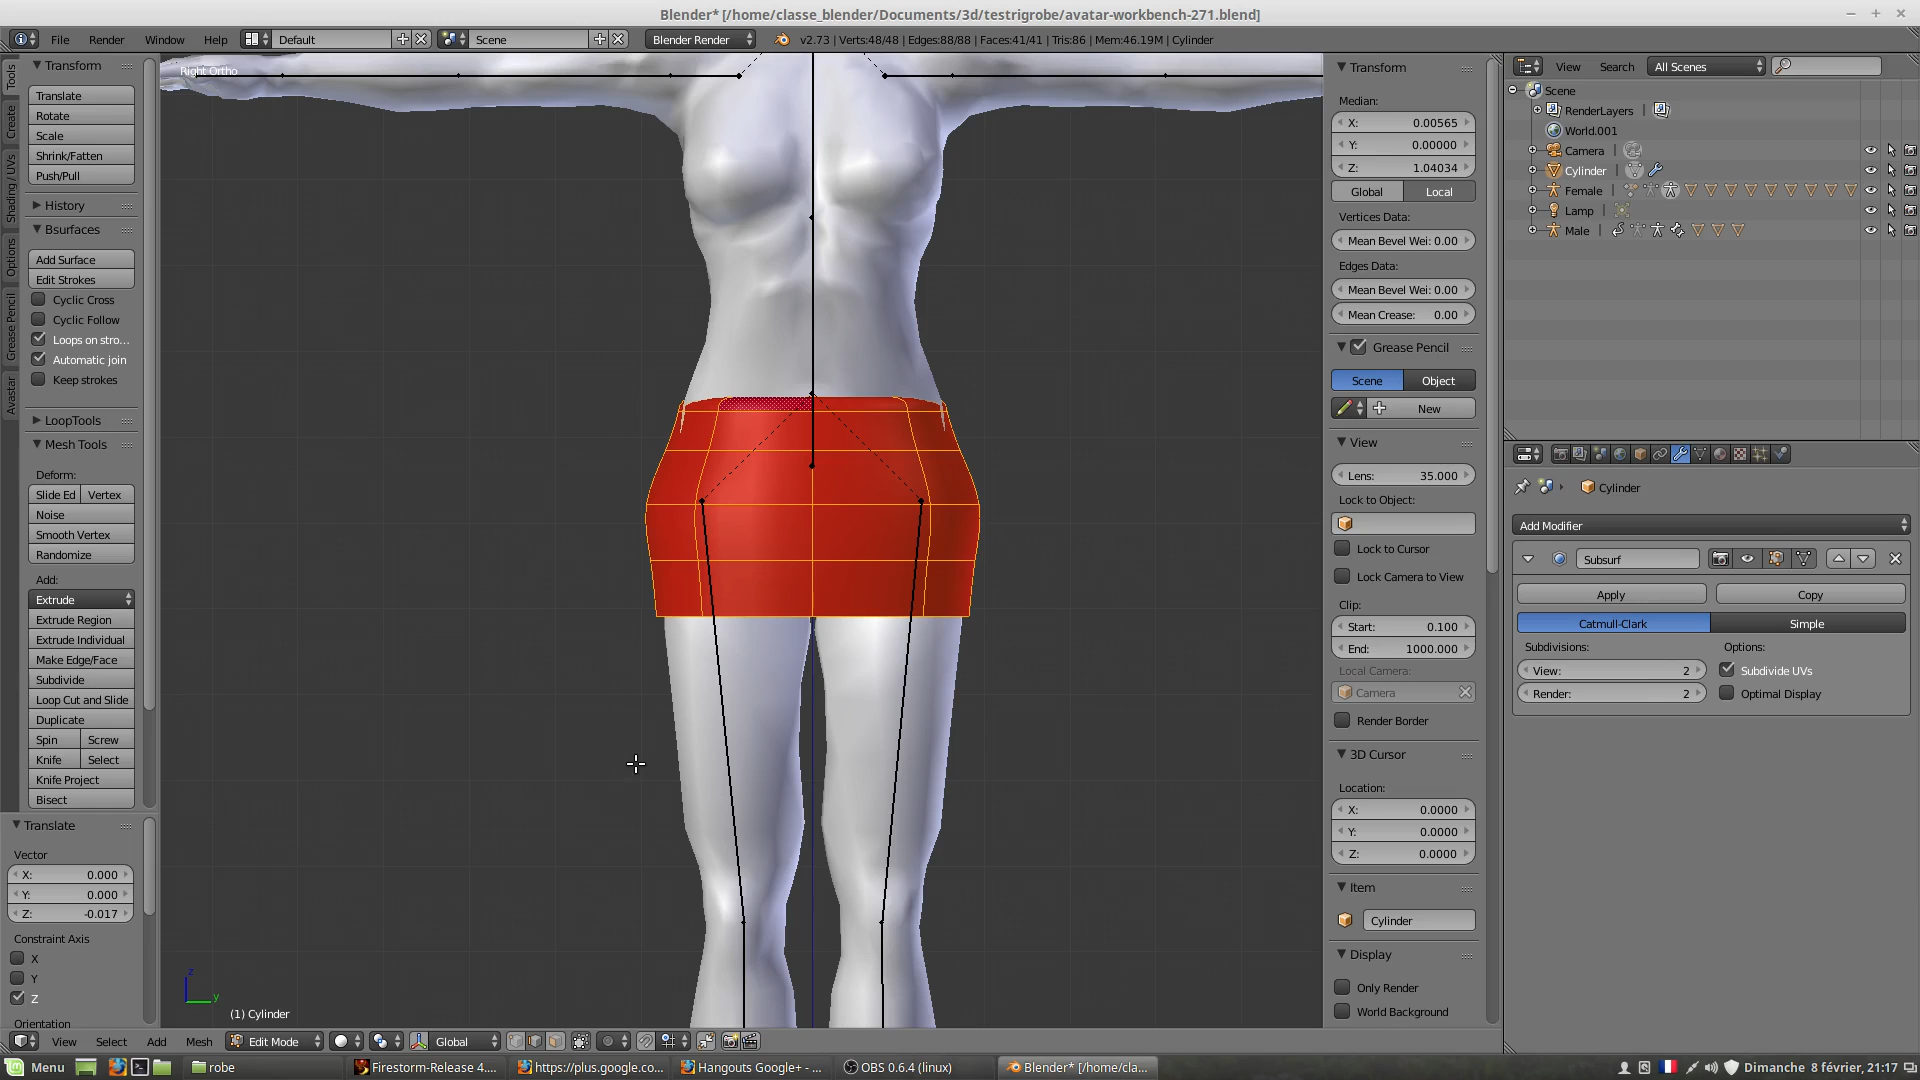 Blender* [/home/classe_blender/Documents/3d/testrigrobe/avatar-workbench-271.blend]
File Render Window Help Default Scene Blender Render v2.73 | Verts:48/48 | Edges:88/88 | Faces:41/41 | Tris:86 | Mem:46.19M | Cylinder
Tools
Create
Shading / UVs
Options
Grease Pencil
Avastar
Transform
Translate
Rotate
Scale
Shrink/Fatten
Push/Pull
History
Bsurfaces
Add Surface
Edit Strokes
Cyclic Cross
Cyclic Follow
Loops on stro...
Automatic join
Keep strokes
LoopTools
Mesh Tools
Deform:
Slide Ed Vertex
Noise
Smooth Vertex
Randomize
Add:
Extrude
Extrude Region
Extrude Individual
Make Edge/Face
Subdivide
Loop Cut and Slide
Duplicate
Spin Screw
Knife Select
Knife Project
Bisect
Translate
Vector
X: 0.000
Y: 0.000
Z: -0.017
Constraint Axis
X
Y
Z
Orientation
Right Ortho
z
y
(1) Cylinder
View Select Add Mesh Edit Mode Global
Transform
Median:
X: 0.00565
Y: 0.00000
Z: 1.04034
Global Local
Vertices Data:
Mean Bevel Wei: 0.00
Edges Data:
Mean Bevel Wei: 0.00
Mean Crease: 0.00
Grease Pencil
Scene Object
New
View
Lens: 35.000
Lock to Object:
Lock to Cursor
Lock Camera to View
Clip:
Start: 0.100
End: 1000.000
Local Camera:
Camera
Render Border
3D Cursor
Location:
X: 0.0000
Y: 0.0000
Z: 0.0000
Item
Cylinder
Display
Only Render
World Background
View Search All Scenes
Scene
RenderLayers |
World.001
Camera |
Cylinder |
Female |
Lamp |
Male |
Cylinder
Add Modifier
Subsurf
Apply Copy
Catmull-Clark Simple
Subdivisions: Options:
View: 2 Subdivide UVs
Render: 2 Optimal Display
Menu robe Firestorm-Release 4.... https://plus.google.co... Hangouts Google+ - ... OBS 0.6.4 (linux) Blender* [/home/cla... Dimanche 8 février, 21:17